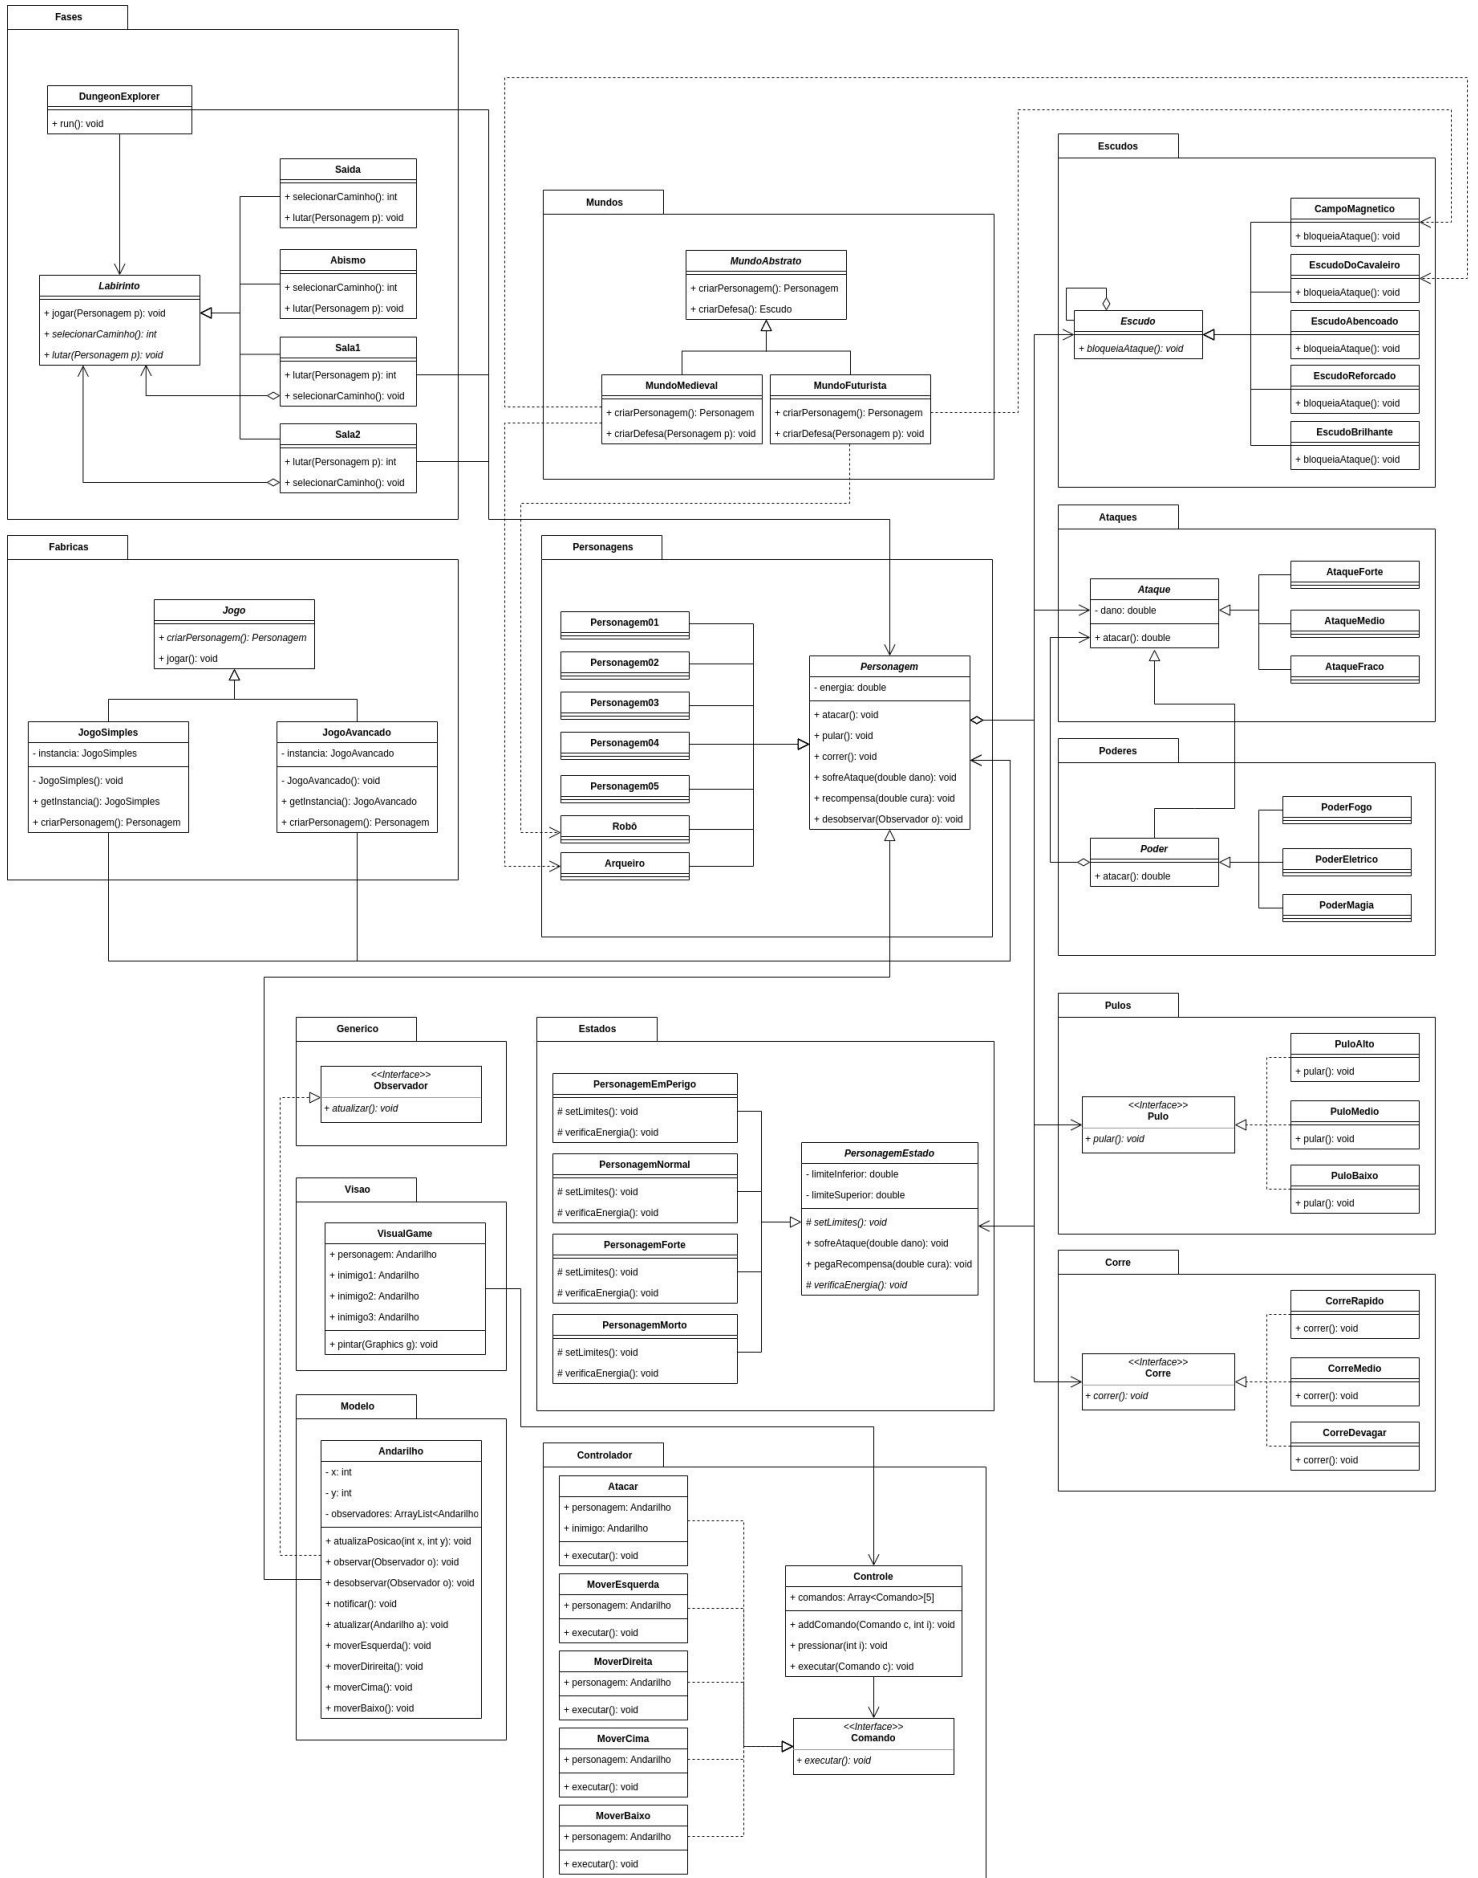 Fases
DungeonExplorer
+ run(): void
Saida
+ selecionarCaminho(): int
+ lutar(Personagem p): void
Abismo
+ selecionarCaminho(): int
+ lutar(Personagem p): void
Labirinto
+ jogar(Personagem p): void
+ selecionarCaminho(): int
+ lutar(Personagem p): void
Sala1
+ lutar(Personagem p): int
+ selecionarCaminho(): void
Sala2
+ lutar(Personagem p): int
+ selecionarCaminho(): void
Mundos
MundoAbstrato
+ criarPersonagem(): Personagem
+ criarDefesa(): Escudo
MundoMedieval
+ criarPersonagem(): Personagem
+ criarDefesa(Personagem p): void
MundoFuturista
+ criarPersonagem(): Personagem
+ criarDefesa(Personagem p): void
Escudos
CampoMagnetico
+ bloqueiaAtaque(): void
EscudoDoCavaleiro
+ bloqueiaAtaque(): void
Escudo
+ bloqueiaAtaque(): void
EscudoAbencoado
+ bloqueiaAtaque(): void
EscudoReforcado
+ bloqueiaAtaque(): void
EscudoBrilhante
+ bloqueiaAtaque(): void
Fabricas
Jogo
+ criarPersonagem(): Personagem
+ jogar(): void
JogoSimples
- instancia: JogoSimples
- JogoSimples(): void
+ getInstancia(): JogoSimples
+ criarPersonagem(): Personagem
JogoAvancado
- instancia: JogoAvancado
- JogoAvancado(): void
+ getInstancia(): JogoAvancado
+ criarPersonagem(): Personagem
Personagens
Personagem01
Personagem02
Personagem03
Personagem04
Personagem05
Robô
Arqueiro
Personagem
- energia: double
+ atacar(): void
+ pular(): void
+ correr(): void
+ sofreAtaque(double dano): void
+ recompensa(double cura): void
+ desobservar(Observador o): void
Ataques
Ataque
- dano: double
+ atacar(): double
AtaqueForte
AtaqueMedio
AtaqueFraco
Poderes
Poder
+ atacar(): double
PoderFogo
PoderEletrico
PoderMagia
Pulos
<<Interface>>
Pulo
+ pular(): void
PuloAlto
+ pular(): void
PuloMedio
+ pular(): void
PuloBaixo
+ pular(): void
Generico
<<Interface>>
Observador
+ atualizar(): void
Estados
PersonagemEmPerigo
# setLimites(): void
# verificaEnergia(): void
PersonagemNormal
# setLimites(): void
# verificaEnergia(): void
PersonagemForte
# setLimites(): void
# verificaEnergia(): void
PersonagemMorto
# setLimites(): void
# verificaEnergia(): void
PersonagemEstado
- limiteInferior: double
- limiteSuperior: double
# setLimites(): void
+ sofreAtaque(double dano): void
+ pegaRecompensa(double cura): void
# verificaEnergia(): void
Visao
VisualGame
+ personagem: Andarilho
+ inimigo1: Andarilho
+ inimigo2: Andarilho
+ inimigo3: Andarilho
+ pintar(Graphics g): void
Corre
<<Interface>>
Corre
+ correr(): void
CorreRapido
+ correr(): void
CorreMedio
+ correr(): void
CorreDevagar
+ correr(): void
Modelo
Andarilho
- x: int
- y: int
- observadores: ArrayList<Andarilho
+ atualizaPosicao(int x, int y): void
+ observar(Observador o): void
+ desobservar(Observador o): void
+ notificar(): void
+ atualizar(Andarilho a): void
+ moverEsquerda(): void
+ moverDirireita(): void
+ moverCima(): void
+ moverBaixo(): void
Controlador
Atacar
+ personagem: Andarilho
+ inimigo: Andarilho
+ executar(): void
MoverEsquerda
+ personagem: Andarilho
+ executar(): void
MoverDireita
+ personagem: Andarilho
+ executar(): void
MoverCima
+ personagem: Andarilho
+ executar(): void
MoverBaixo
+ personagem: Andarilho
+ executar(): void
Controle
+ comandos: Array<Comando>[5]
+ addComando(Comando c, int i): void
+ pressionar(int i): void
+ executar(Comando c): void
<<Interface>>
Comando
+ executar(): void